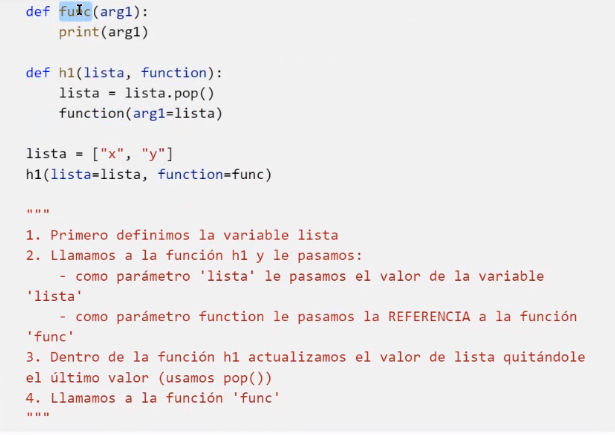 def func(arg1):
    print(arg1)

def h1(lista, function):
    lista = lista.pop()
    function(arg1=lista)

lista = ["x", "y"]
h1(lista=lista, function=func)

"""
1. Primero definimos la variable lista
2. Llamamos a la función h1 y le pasamos:
    - como parámetro 'lista' le pasamos el valor de la variable
'lista'
    - como parámetro function le pasamos la REFERENCIA a la función
'func'
3. Dentro de la función h1 actualizamos el valor de lista quitándole
el último valor (usamos pop())
4. Llamamos a la función 'func'
"""